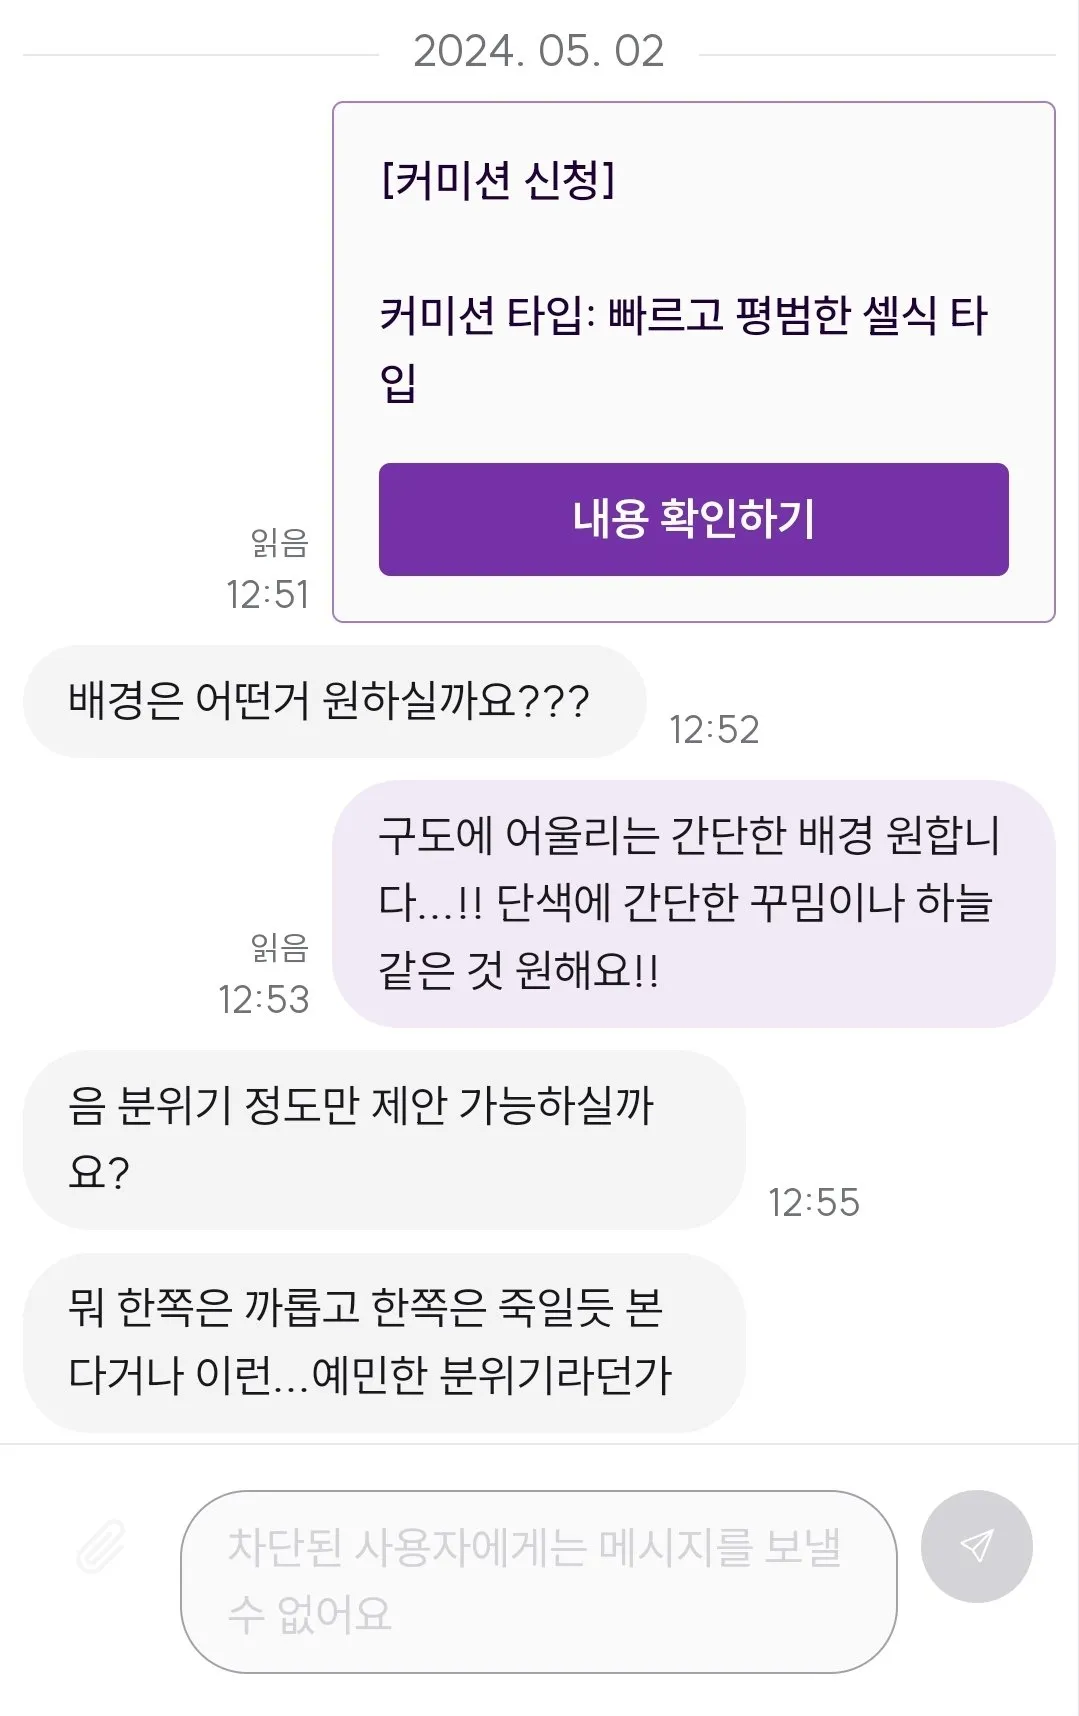 2024. 05. 02
[커미션 신청]
커미션 타입: 빠르고 평범한 셀식 타
입
내용 확인하기
읽음
12:51
배경은 어떤거 원하실까요???
12:52
구도에 어울리는 간단한 배경 원합니
다...!! 단색에 간단한 꾸밈이나 하늘
같은 것 원해요!!
읽음
12:53
음 분위기 정도만 제안 가능하실까
요?
12:55
뭐 한쪽은 까롭고 한쪽은 죽일듯 본
다거나 이런...예민한 분위기라던가
차단된 사용자에게는 메시지를 보낼
수 없어요